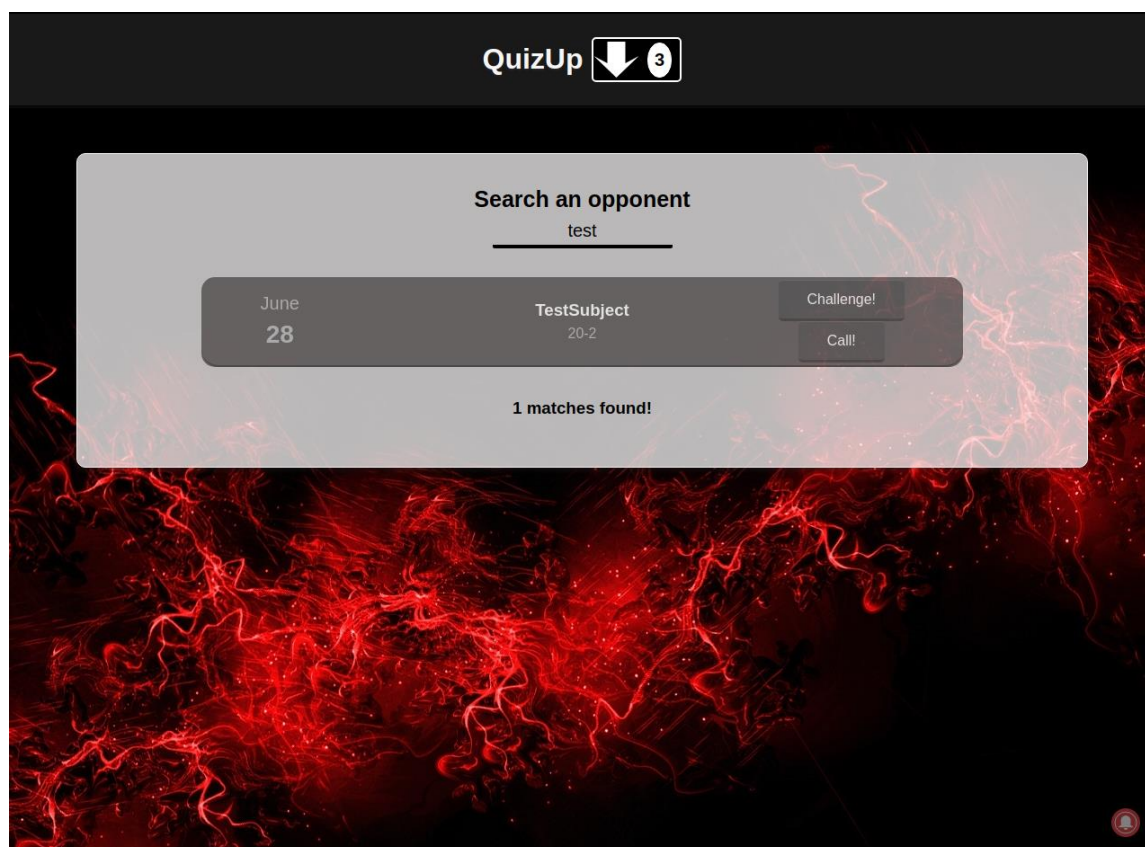 QuizUp 3
Search an opponent
test
June
28
TestSubject
20-2
Challenge!
Call!
1 matches found!